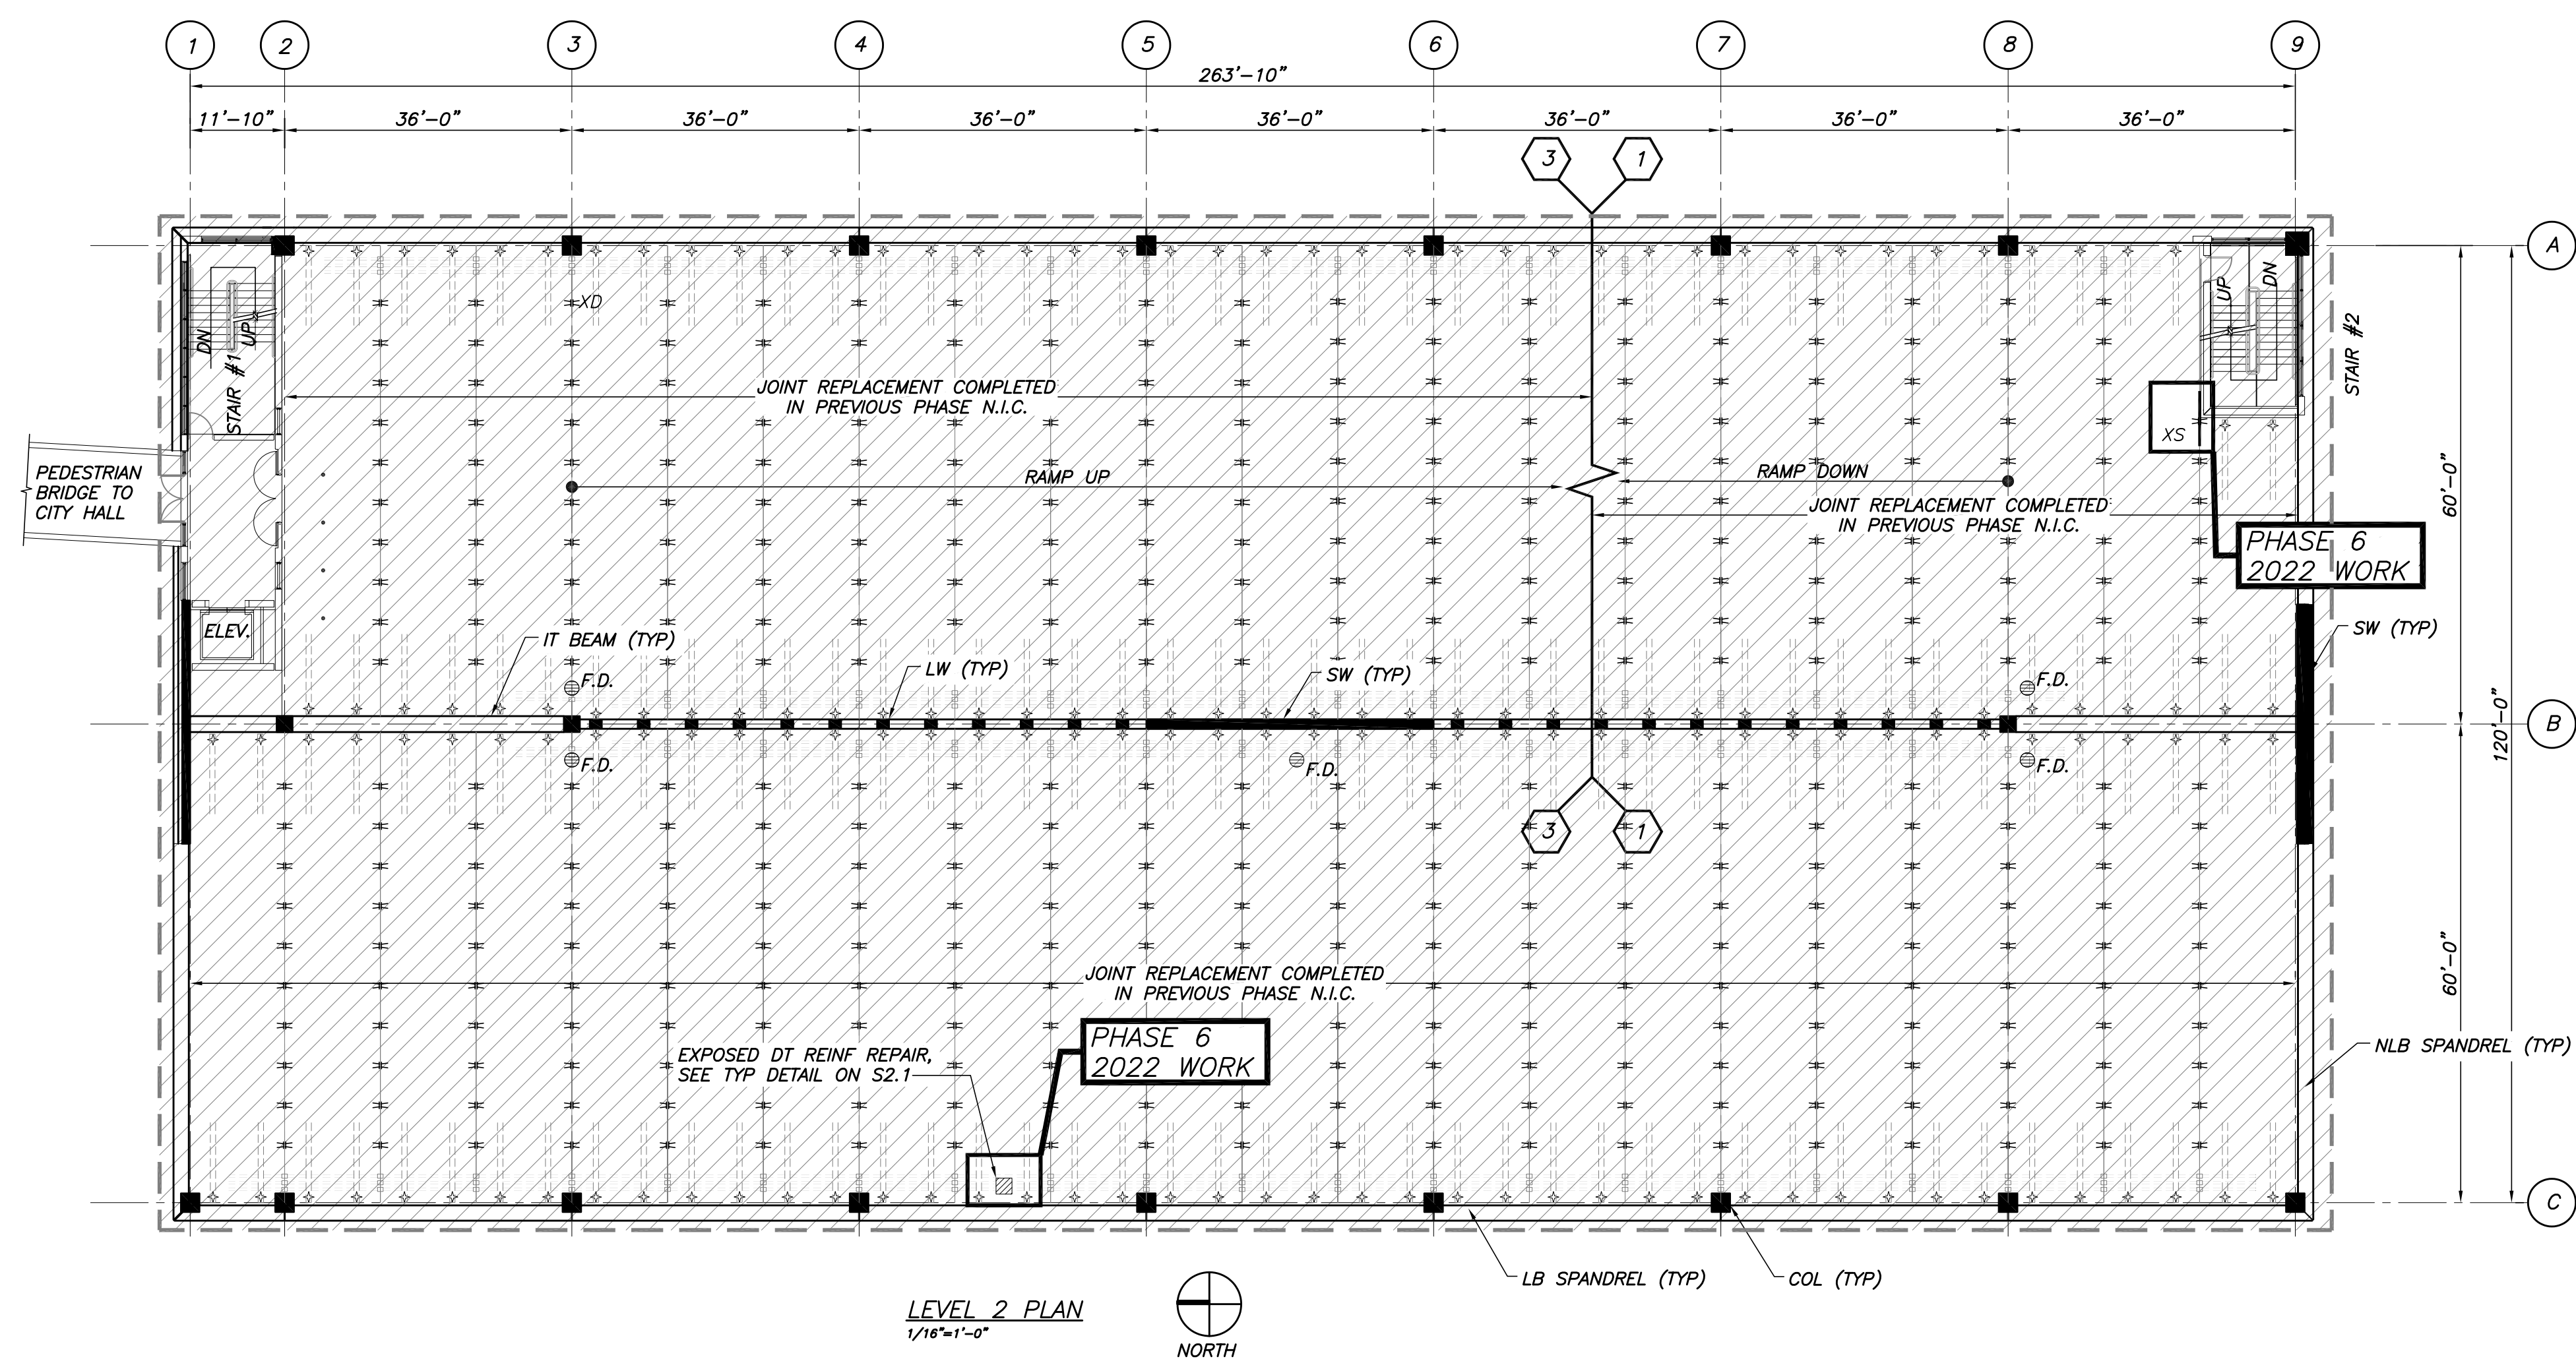 1 2 3 4 5 6 7 8 9
263'-10"
11'-10" 36'-0" 36'-0" 36'-0" 36'-0" 36'-0" 36'-0" 36'-0"
3 1
A
XD
DN
UP
STAIR #1
UP
DN
STAIR #2
JOINT REPLACEMENT COMPLETED
IN PREVIOUS PHASE N.I.C.
XS
PEDESTRIAN
BRIDGE TO
CITY HALL
RAMP UP
RAMP DOWN
JOINT REPLACEMENT COMPLETED
IN PREVIOUS PHASE N.I.C.
60'-0"
PHASE 6
2022 WORK
ELEV.
IT BEAM (TYP)
LW (TYP)
SW (TYP)
SW (TYP)
F.D.
F.D.
B
120'-0"
F.D.
F.D.
F.D.
3 1
60'-0"
JOINT REPLACEMENT COMPLETED
IN PREVIOUS PHASE N.I.C.
PHASE 6
2022 WORK
EXPOSED DT REINF REPAIR,
SEE TYP DETAIL ON S2.1
NLB SPANDREL (TYP)
C
LB SPANDREL (TYP)
COL (TYP)
LEVEL 2 PLAN
1/16"=1'-0"
NORTH